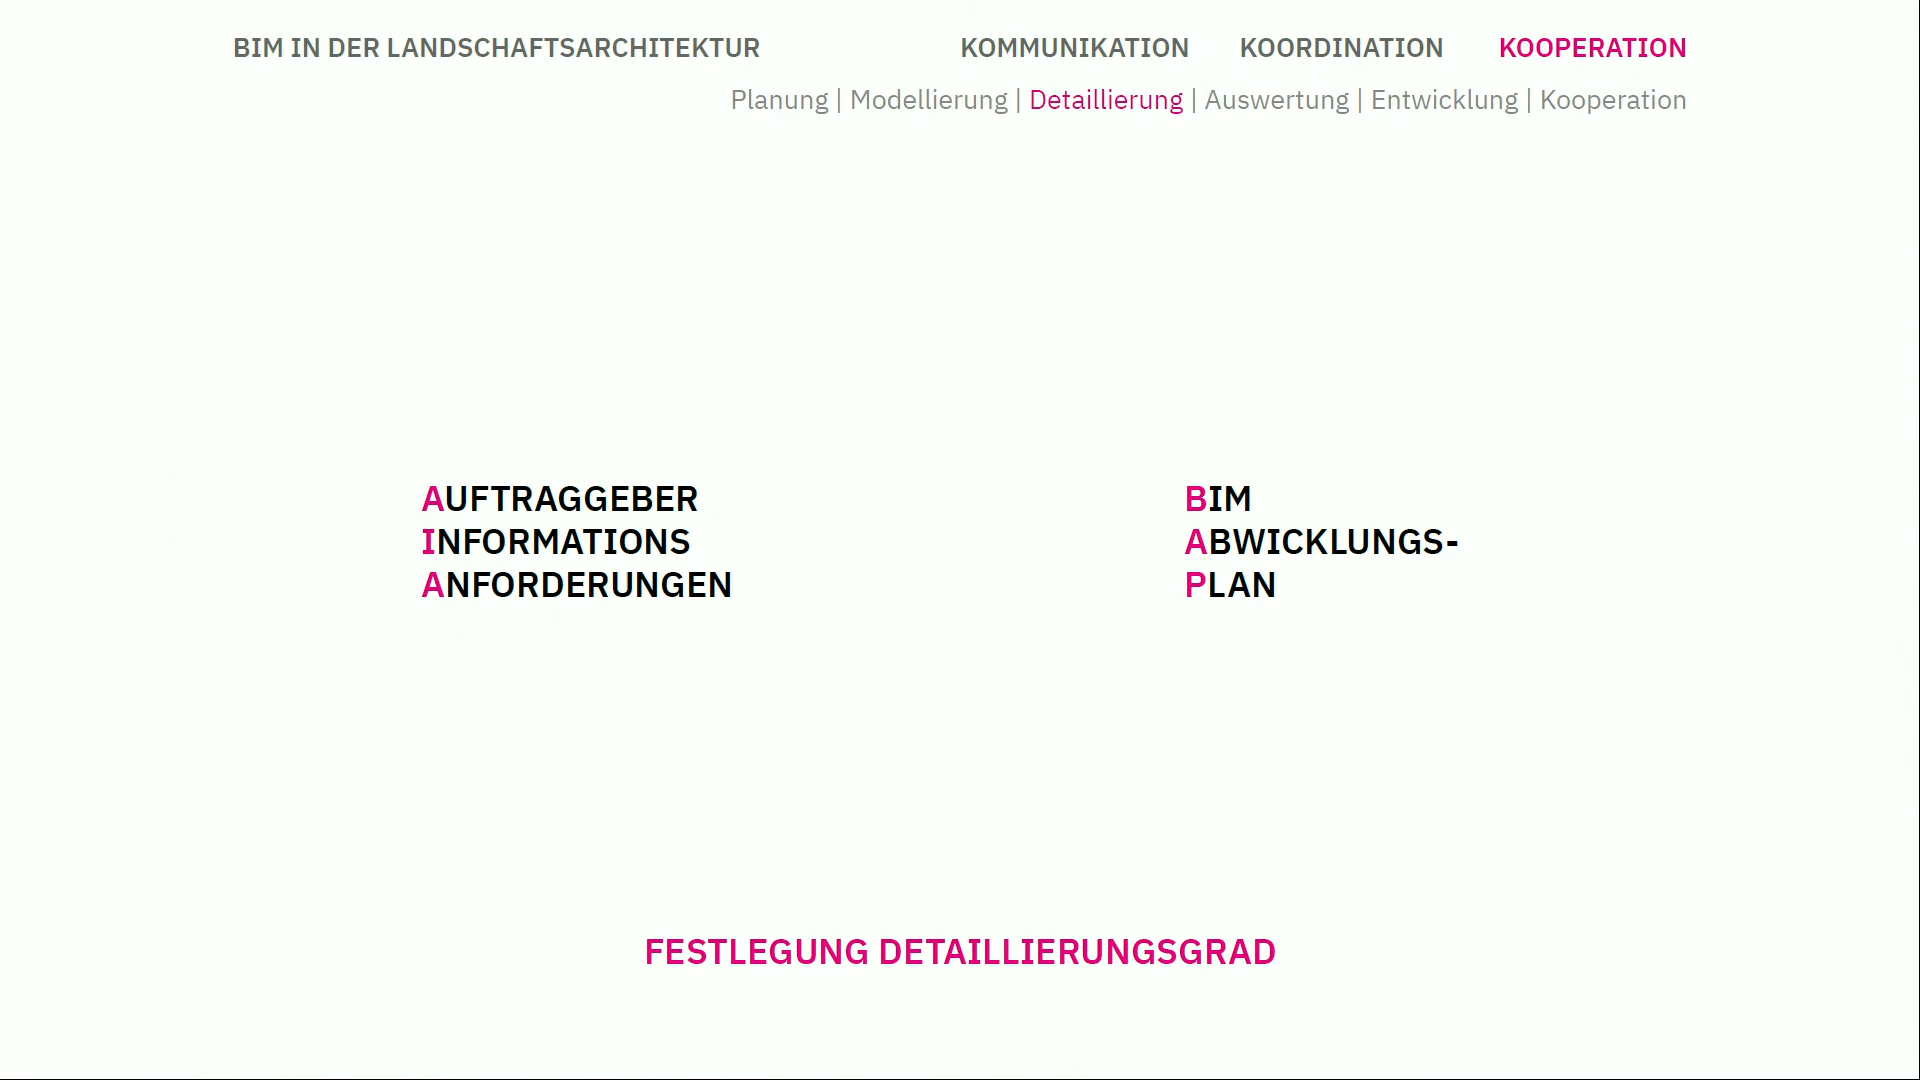 BIM IN DER LANDSCHAFTSARCHITEKTUR KOMMUNIKATION KOORDINATION KOOPERATION
Planung | Modellierung | Detaillierung | Auswertung | Entwicklung | Kooperation
AUFTRAGGEBER
INFORMATIONS
ANFORDERUNGEN
BIM
ABWICKLUNGS-
PLAN
FESTLEGUNG DETAILLIERUNGSGRAD